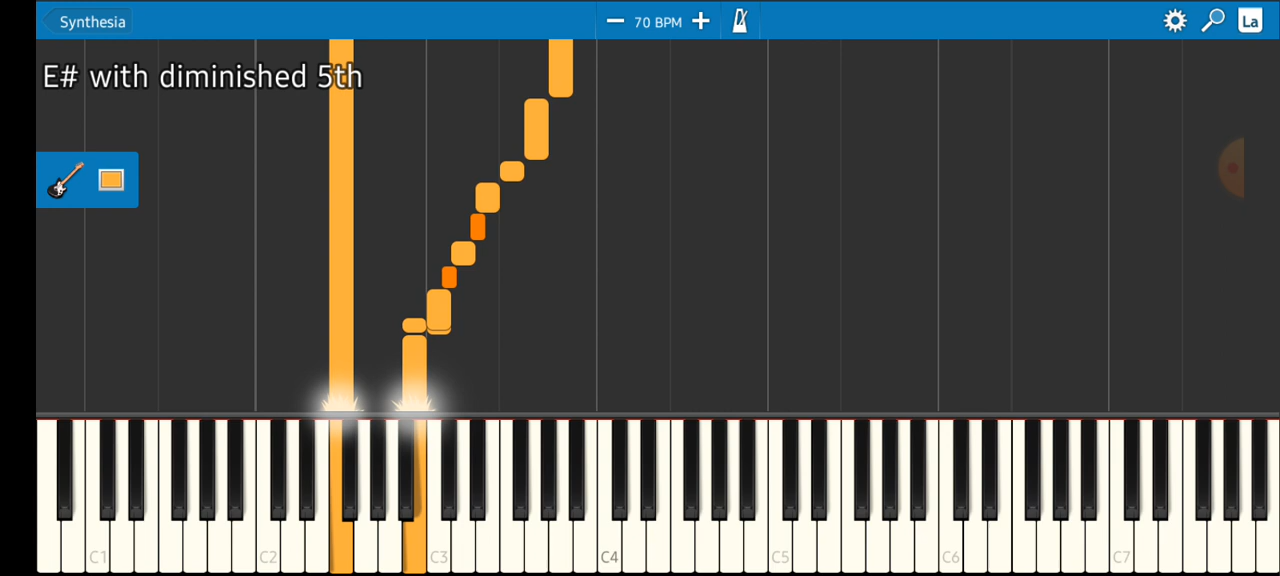 Synthesia
70 BPM
La
E# with diminished 5th
C1 C2 C3 C4 C5 C6 C7